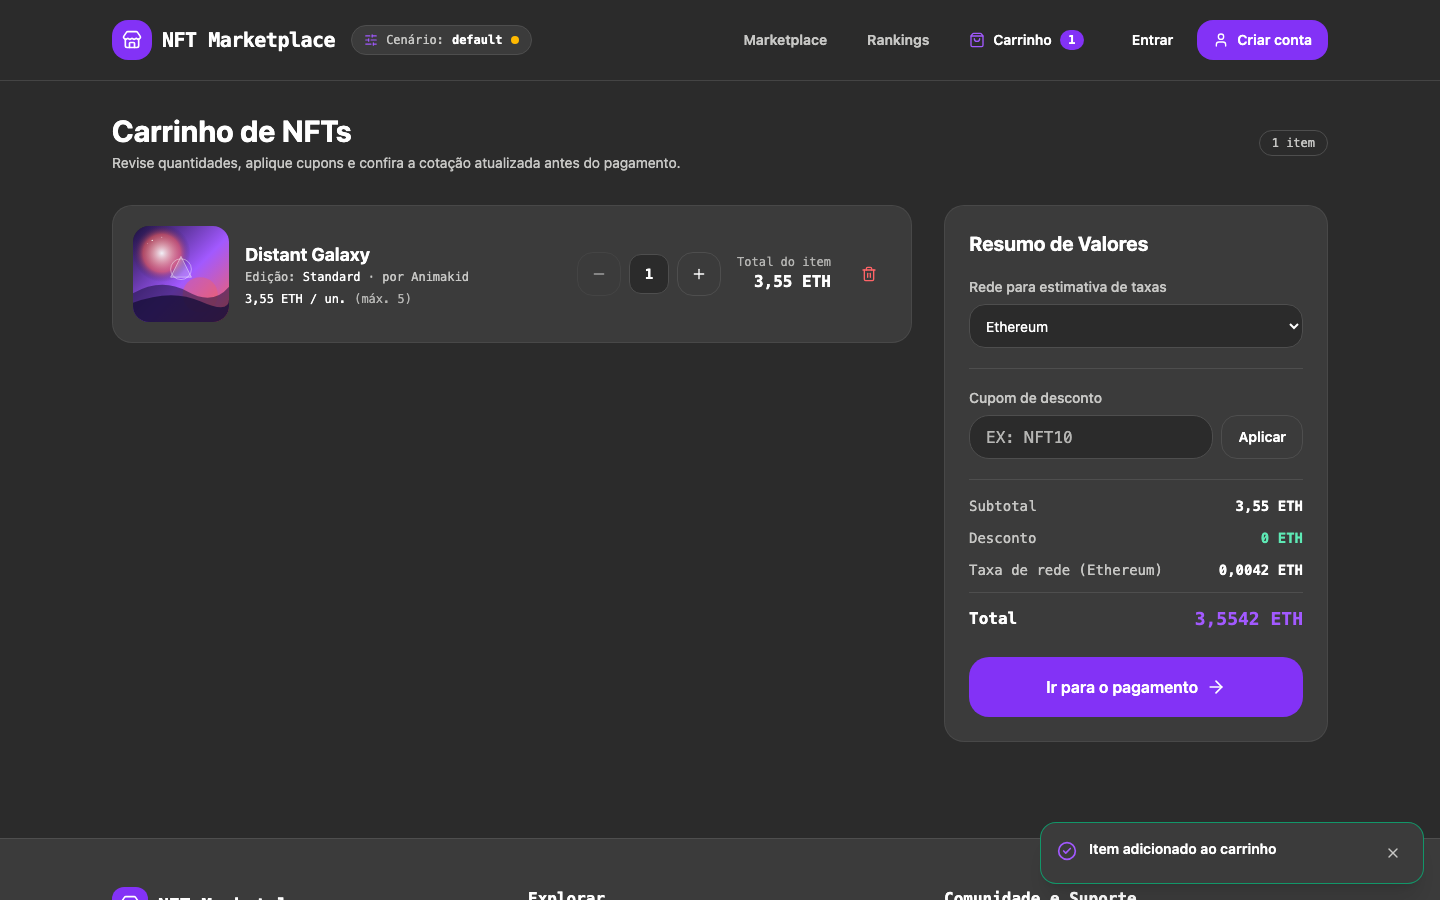 NFT Marketplace
Cenário: default
Marketplace
Rankings
Carrinho 1
Entrar
Criar conta
Carrinho de NFTs
Revise quantidades, aplique cupons e confira a cotação atualizada antes do pagamento.
1 item
Distant Galaxy
Edição: Standard · por Animakid
3,55 ETH / un. (máx. 5)
− 1 +
Total do item
3,55 ETH
Resumo de Valores
Rede para estimativa de taxas
Ethereum
Cupom de desconto
EX: NFT10
Aplicar
Subtotal 3,55 ETH
Desconto 0 ETH
Taxa de rede (Ethereum) 0,0042 ETH
Total 3,5542 ETH
Ir para o pagamento →
Item adicionado ao carrinho
NFT Marketplace
Explorar
Comunidade e Suporte